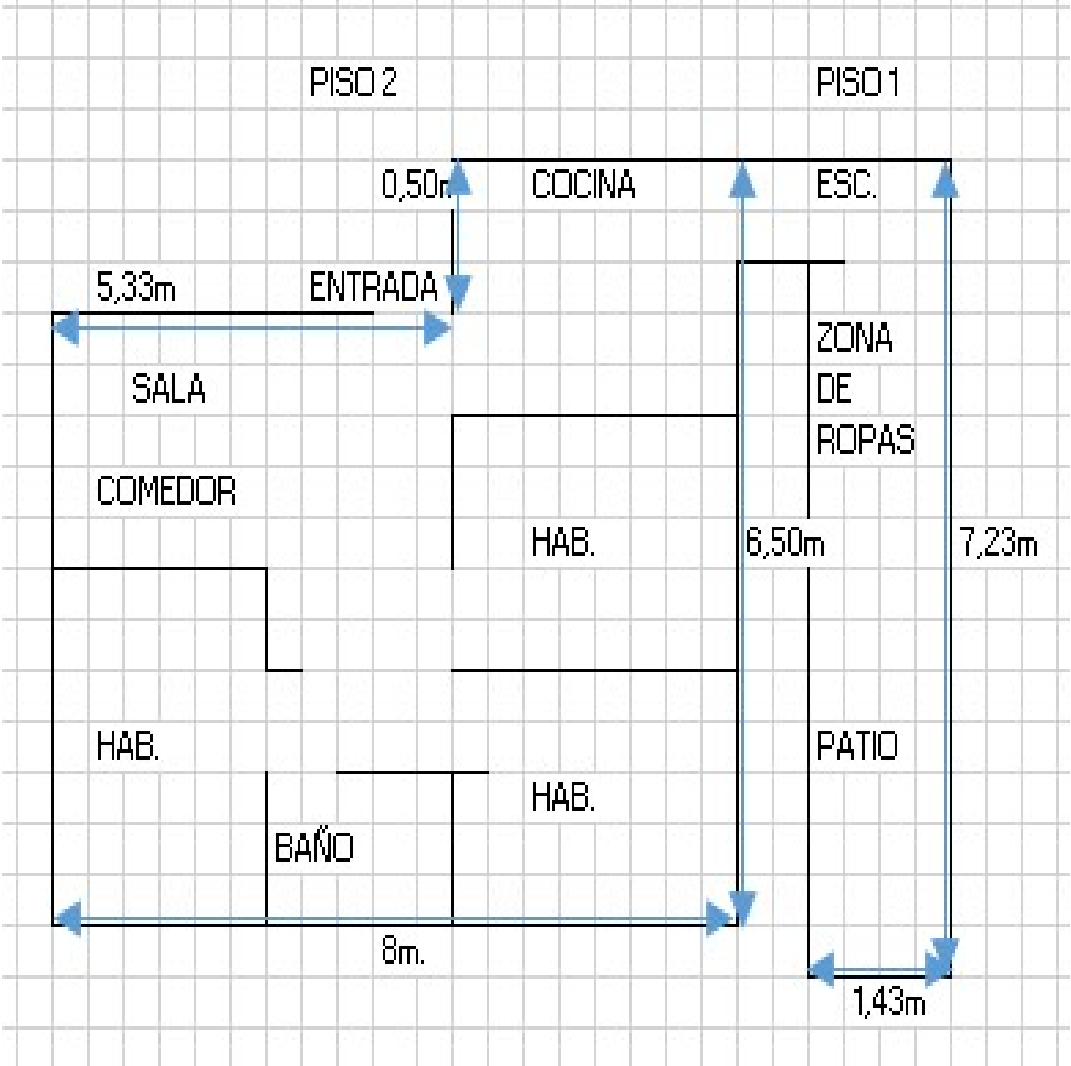 PISO 2
PISO 1
0,50m
COCINA
ESC.
5,33m
ENTRADA
ZONA
DE
ROPAS
SALA
COMEDOR
HAB.
6,50m
7,23m
HAB.
PATIO
HAB.
BAÑO
8m.
1,43m